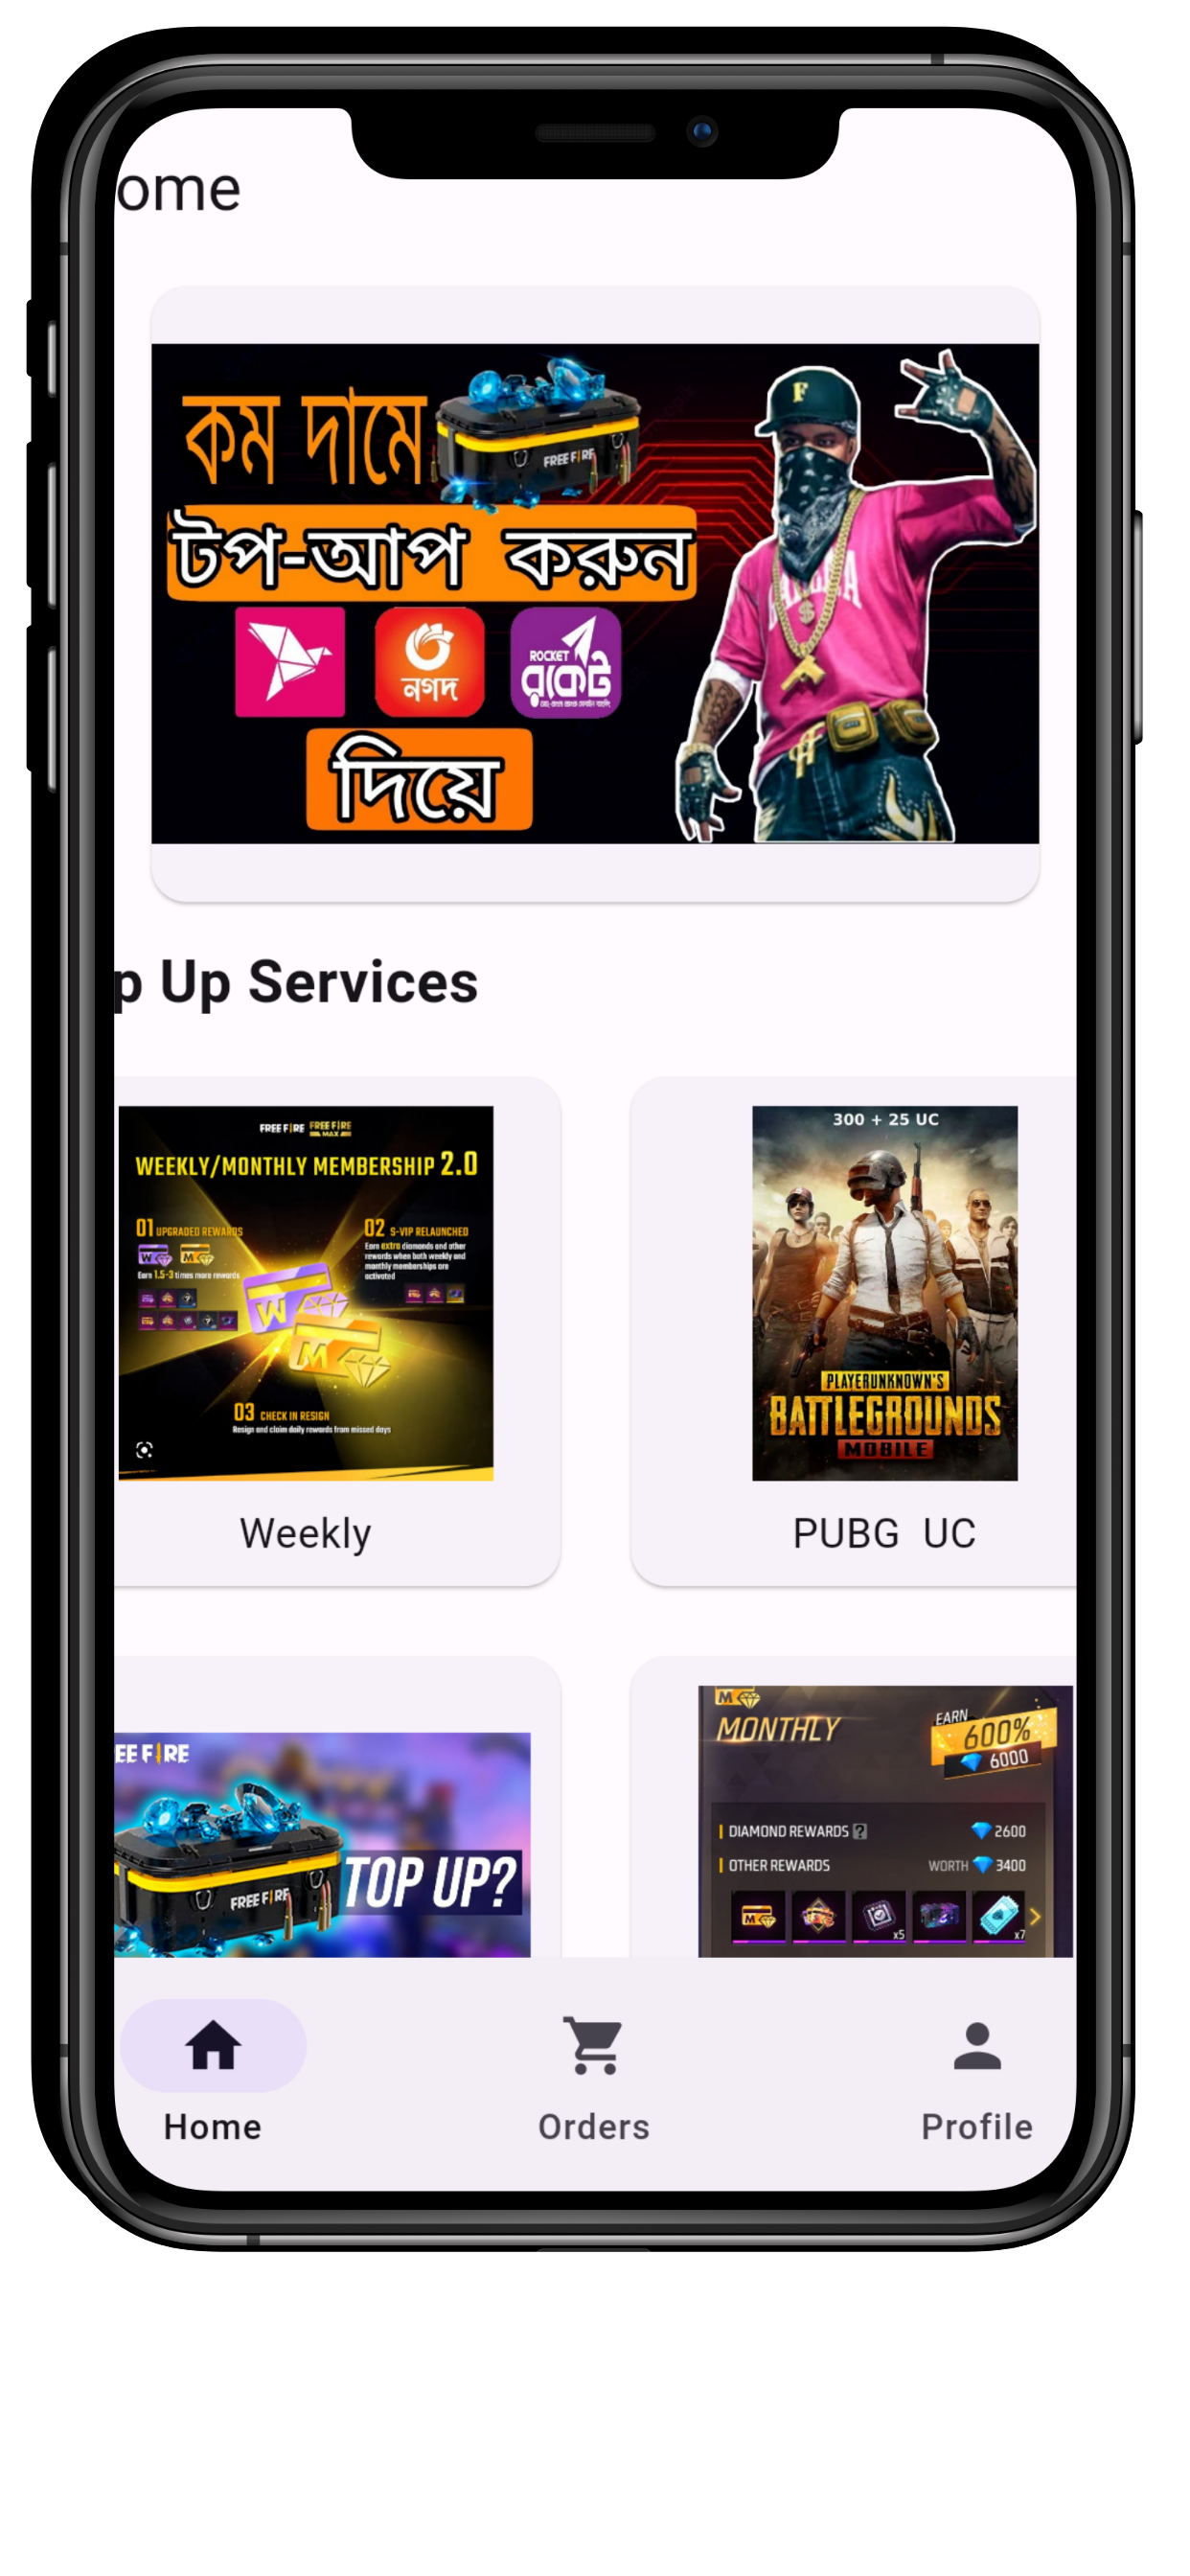 ome
কম দামে
FREE FIRE
টপ-আপ করুন
নগদ
ROCKET
রকেট
দিয়ে
F
p Up Services
FREE FIRE FREE FIRE MAX
WEEKLY/MONTHLY MEMBERSHIP 2.0
01 UPGRADED REWARDS
W M
Earn 1.5-3 times more rewards
02 S-VIP RELAUNCHED
Earn extra diamonds and other
rewards when both weekly and
monthly memberships are
activated
W
M
03 CHECK IN RESIGN
Resign and claim daily rewards from missed days
Weekly
300 + 25 UC
PLAYERUNKNOWN'S
BATTLEGROUNDS
MOBILE
PUBG UC
EE FIRE
FREE FIRE
TOP UP?
M
MONTHLY
EARN
600%
6000
DIAMOND REWARDS ? 2600
OTHER REWARDS WORTH 3400
x5 x7
Home
Orders
Profile